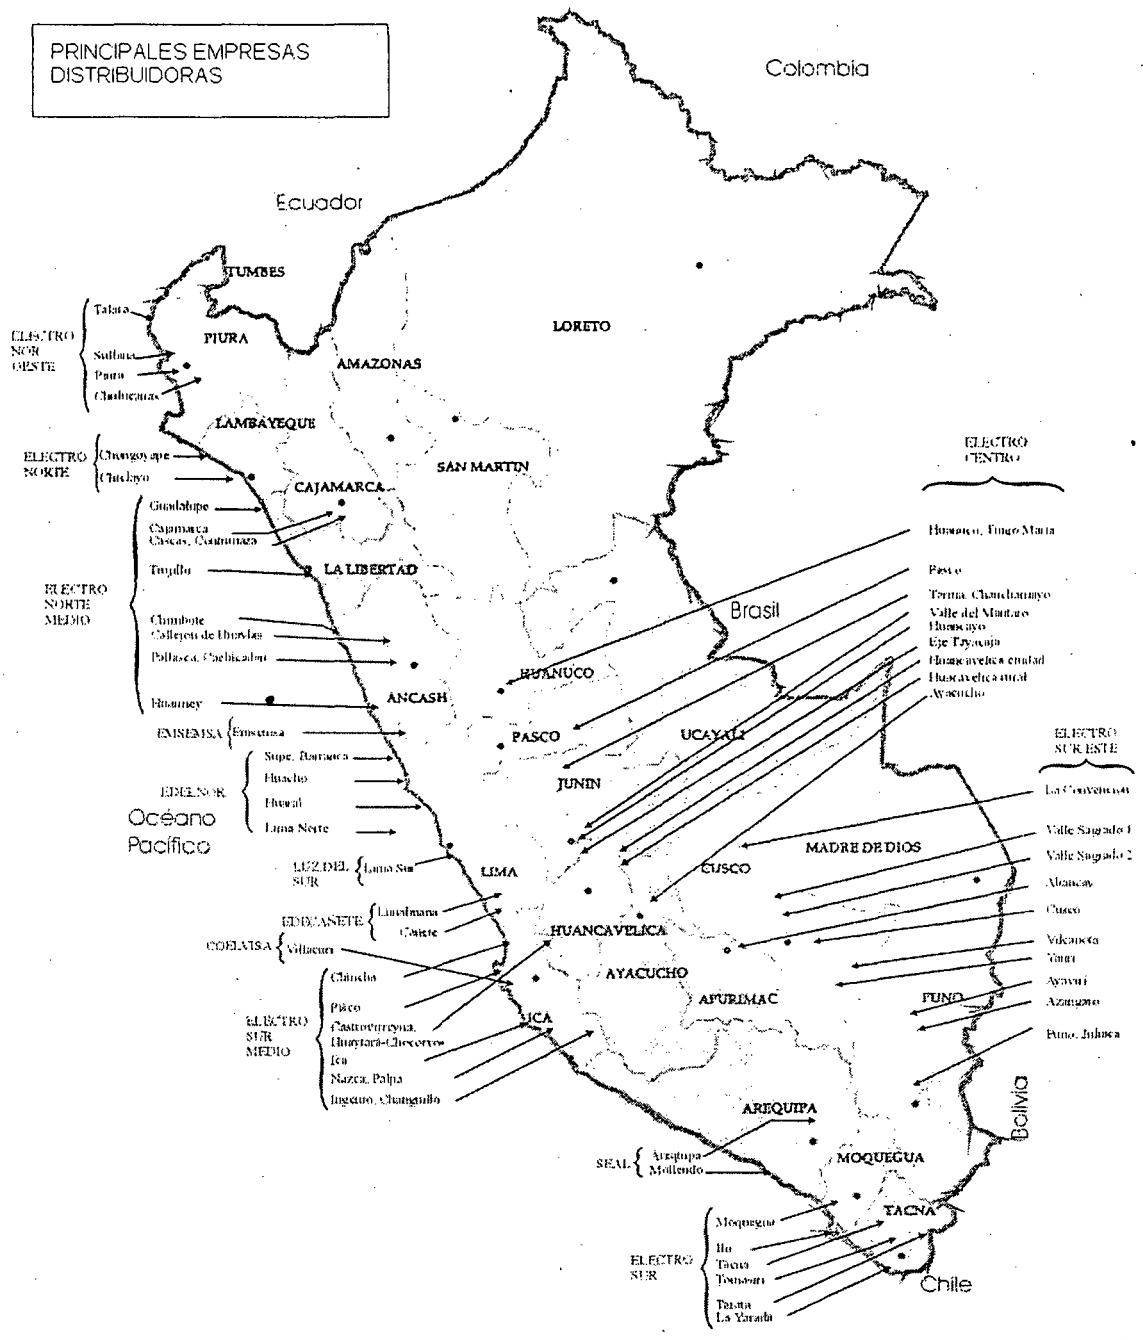 PRINCIPALES EMPRESAS
DISTRIBUIDORAS
Colombia
Ecuador
TUMBES
Talara
PIURA
LORETO
ELECTRO
NOR
OESTE
Sullana
Piura
Chulucanas
AMAZONAS
LAMBAYEQUE
ELECTRO
NORTE
Chongoyape
Chiclayo
SAN MARTIN
CAJAMARCA
ELECTRO
CENTRO
Guadalupe
Cajamarca
Cascas, Contumaza
Trujillo
LA LIBERTAD
ELECTRO
NORTE
MEDIO
Chimbote
Callejon de Huaylas
Pallasca, Cachicadan
Huarmey
Huanuco, Tingo Maria
Pasco
Tarma, Chanchamayo
Valle del Mantaro
Huancayo
Eje Tayacaja
Huancavelica ciudad
Huancavelica rural
Ayacucho
Brasil
HUANUCO
ANCASH
PASCO
UCAYALI
JUNIN
EMSEMSA
Emsemsa
EDELNOR
Supe, Barranca
Huacho
Huaral
Lima Norte
Océano
Pacífico
ELECTRO
SUR ESTE
La Convencion
Valle Sagrado 1
Valle Sagrado 2
Abancay
Cusco
Vilcanota
Yauri
Ayaviri
Azangaro
Puno, Juliaca
MADRE DE DIOS
CUSCO
LIMA
LUZ DEL
SUR
Lima Sur
EDECAÑETE
Lunahuana
Cañete
COELVISA
Villacuri
HUANCAVELICA
AYACUCHO
APURIMAC
PUNO
ICA
ELECTRO
SUR
MEDIO
Chincha
Pisco
Castrovirreyna,
Huaytará-Chocorvos
Ica
Nazca, Palpa
Ingenio, Changuillo
Bolivia
AREQUIPA
SEAL
Arequipa
Mollendo
MOQUEGUA
TACNA
ELECTRO
SUR
Moquegua
Ilo
Tacna
Tomasiri
Tarata
La Yarada
Chile